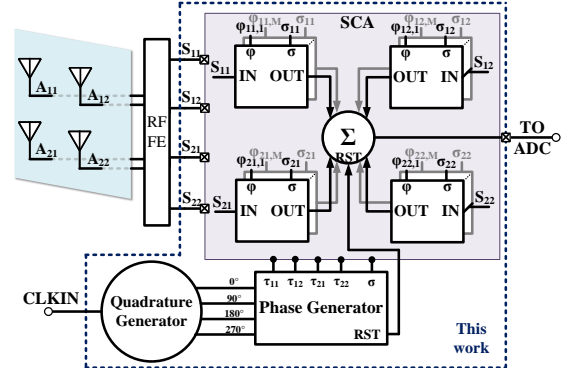 φ11,M σ11 SCA φ12,M σ12
φ11,1 σ11 φ12,1 σ12
φ σ φ σ
S11
S11 IN OUT OUT IN S12
A11 A12
RF
FE
S12
Σ
RST
TO
ADC
A21 A22
S21
φ21,M σ21 φ22,M σ22
φ21,1 σ21 φ22,1 σ22
φ σ φ σ
S22
S21 IN OUT OUT IN S22
τ11 τ12 τ21 τ22 σ
CLKIN
Quadrature
Generator
0°
90°
180°
270°
Phase Generator
RST
This
work